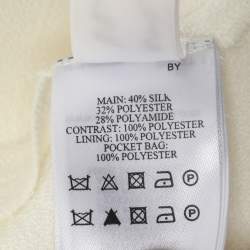 BY
MAIN: 40% SILK
32% POLYESTER
28% POLYAMIDE
CONTRAST: 100% POLYESTER
LINING: 100% POLYESTER
POCKET BAG:
100% POLYESTER
P
P